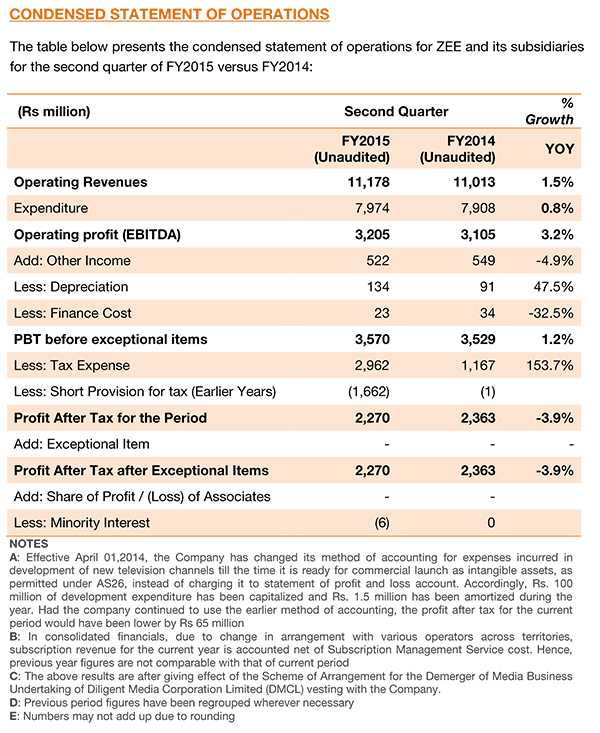 CONDENSED STATEMENT OF OPERATIONS
The table below presents the condensed statement of operations for ZEE and its subsidiaries
for the second quarter of FY2015 versus FY2014:
(Rs million) Second Quarter % Growth
FY2015 (Unaudited) FY2014 (Unaudited) YOY
Operating Revenues 11,178 11,013 1.5%
Expenditure 7,974 7,908 0.8%
Operating profit (EBITDA) 3,205 3,105 3.2%
Add: Other Income 522 549 -4.9%
Less: Depreciation 134 91 47.5%
Less: Finance Cost 23 34 -32.5%
PBT before exceptional items 3,570 3,529 1.2%
Less: Tax Expense 2,962 1,167 153.7%
Less: Short Provision for tax (Earlier Years) (1,662) (1)
Profit After Tax for the Period 2,270 2,363 -3.9%
Add: Exceptional Item - - -
Profit After Tax after Exceptional Items 2,270 2,363 -3.9%
Add: Share of Profit / (Loss) of Associates - -
Less: Minority Interest (6) 0
NOTES
A: Effective April 01,2014, the Company has changed its method of accounting for expenses incurred in
development of new television channels till the time it is ready for commercial launch as intangible assets, as
permitted under AS26, instead of charging it to statement of profit and loss account. Accordingly, Rs. 100
million of development expenditure has been capitalized and Rs. 1.5 million has been amortized during the
year. Had the company continued to use the earlier method of accounting, the profit after tax for the current
period would have been lower by Rs 65 million
B: In consolidated financials, due to change in arrangement with various operators across territories,
subscription revenue for the current year is accounted net of Subscription Management Service cost. Hence,
previous year figures are not comparable with that of current period
C: The above results are after giving effect of the Scheme of Arrangement for the Demerger of Media Business
Undertaking of Diligent Media Corporation Limited (DMCL) vesting with the Company.
D: Previous period figures have been regrouped wherever necessary
E: Numbers may not add up due to rounding